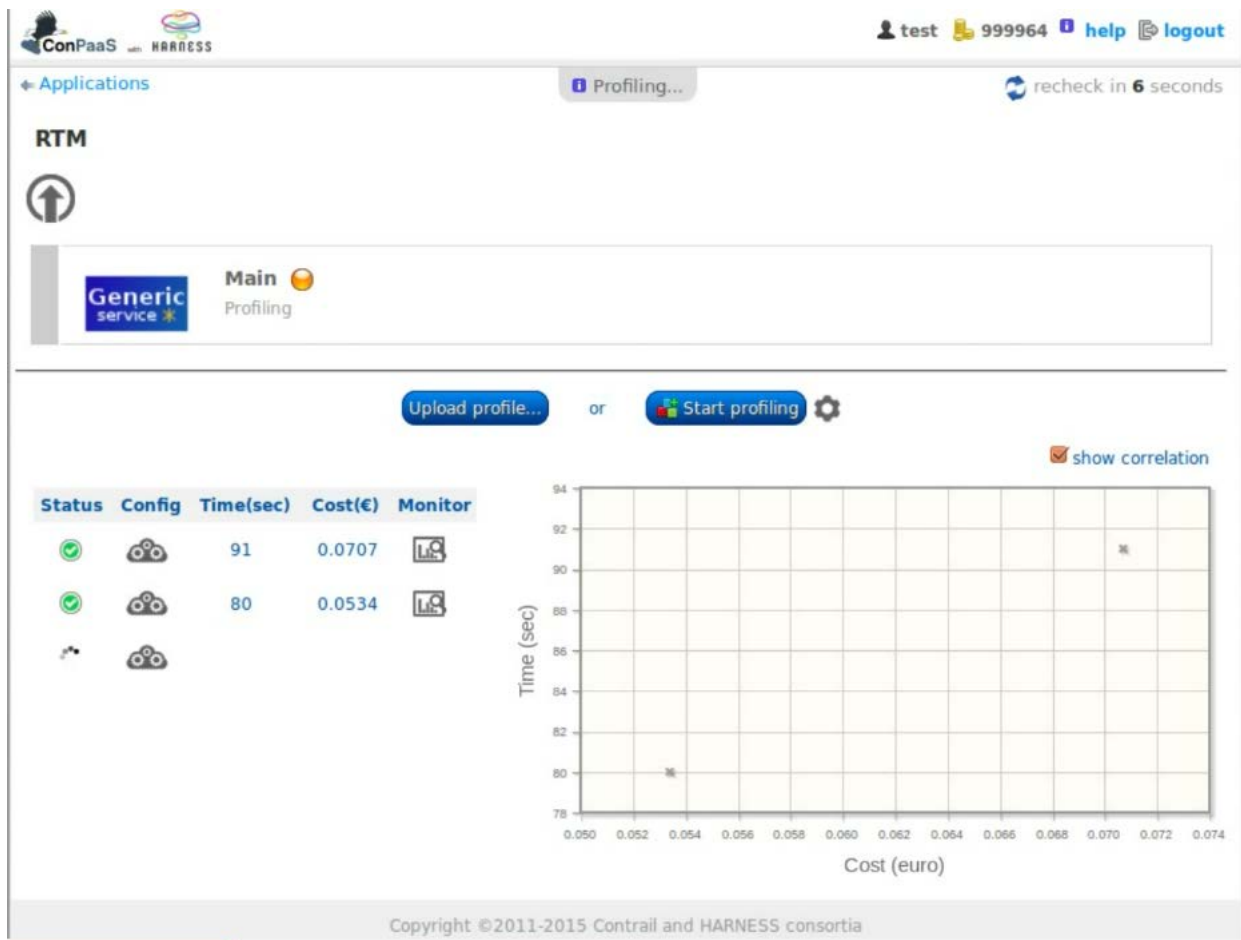 ConPaaS with HARNESS
test 999964 help logout
Applications
Profiling...
recheck in 6 seconds
RTM
Generic
service
Main
Profiling
Upload profile... or Start profiling
show correlation
Status Config Time(sec) Cost(€) Monitor
91 0.0707
80 0.0534
94
92
90
88
86
84
82
80
78
Time (sec)
0.050 0.052 0.054 0.056 0.058 0.060 0.062 0.064 0.066 0.068 0.070 0.072 0.074
Cost (euro)
Copyright ©2011-2015 Contrail and HARNESS consortia